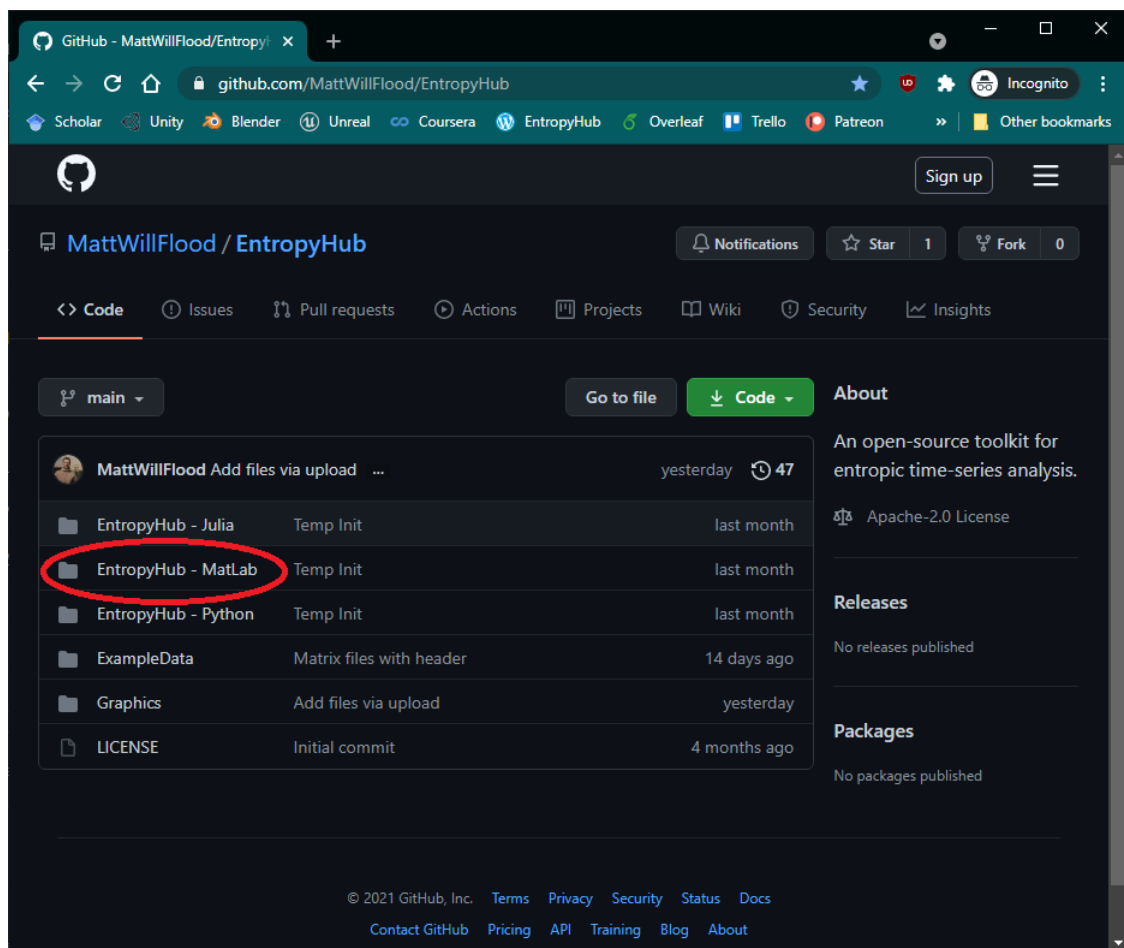 GitHub - MattWillFlood/Entropy
github.com/MattWillFlood/EntropyHub Incognito
Scholar Unity Blender Unreal Coursera EntropyHub Overleaf Trello Patreon » Other bookmarks
Sign up
MattWillFlood / EntropyHub Notifications Star 1 Fork 0
<> Code Issues Pull requests Actions Projects Wiki Security Insights
main Go to file Code About
An open-source toolkit for
entropic time-series analysis.
MattWillFlood Add files via upload ... yesterday 47
EntropyHub - Julia Temp Init last month
Apache-2.0 License
EntropyHub - MatLab Temp Init last month
EntropyHub - Python Temp Init last month
Releases
No releases published
ExampleData Matrix files with header 14 days ago
Graphics Add files via upload yesterday
Packages
LICENSE Initial commit 4 months ago
No packages published
© 2021 GitHub, Inc. Terms Privacy Security Status Docs
Contact GitHub Pricing API Training Blog About